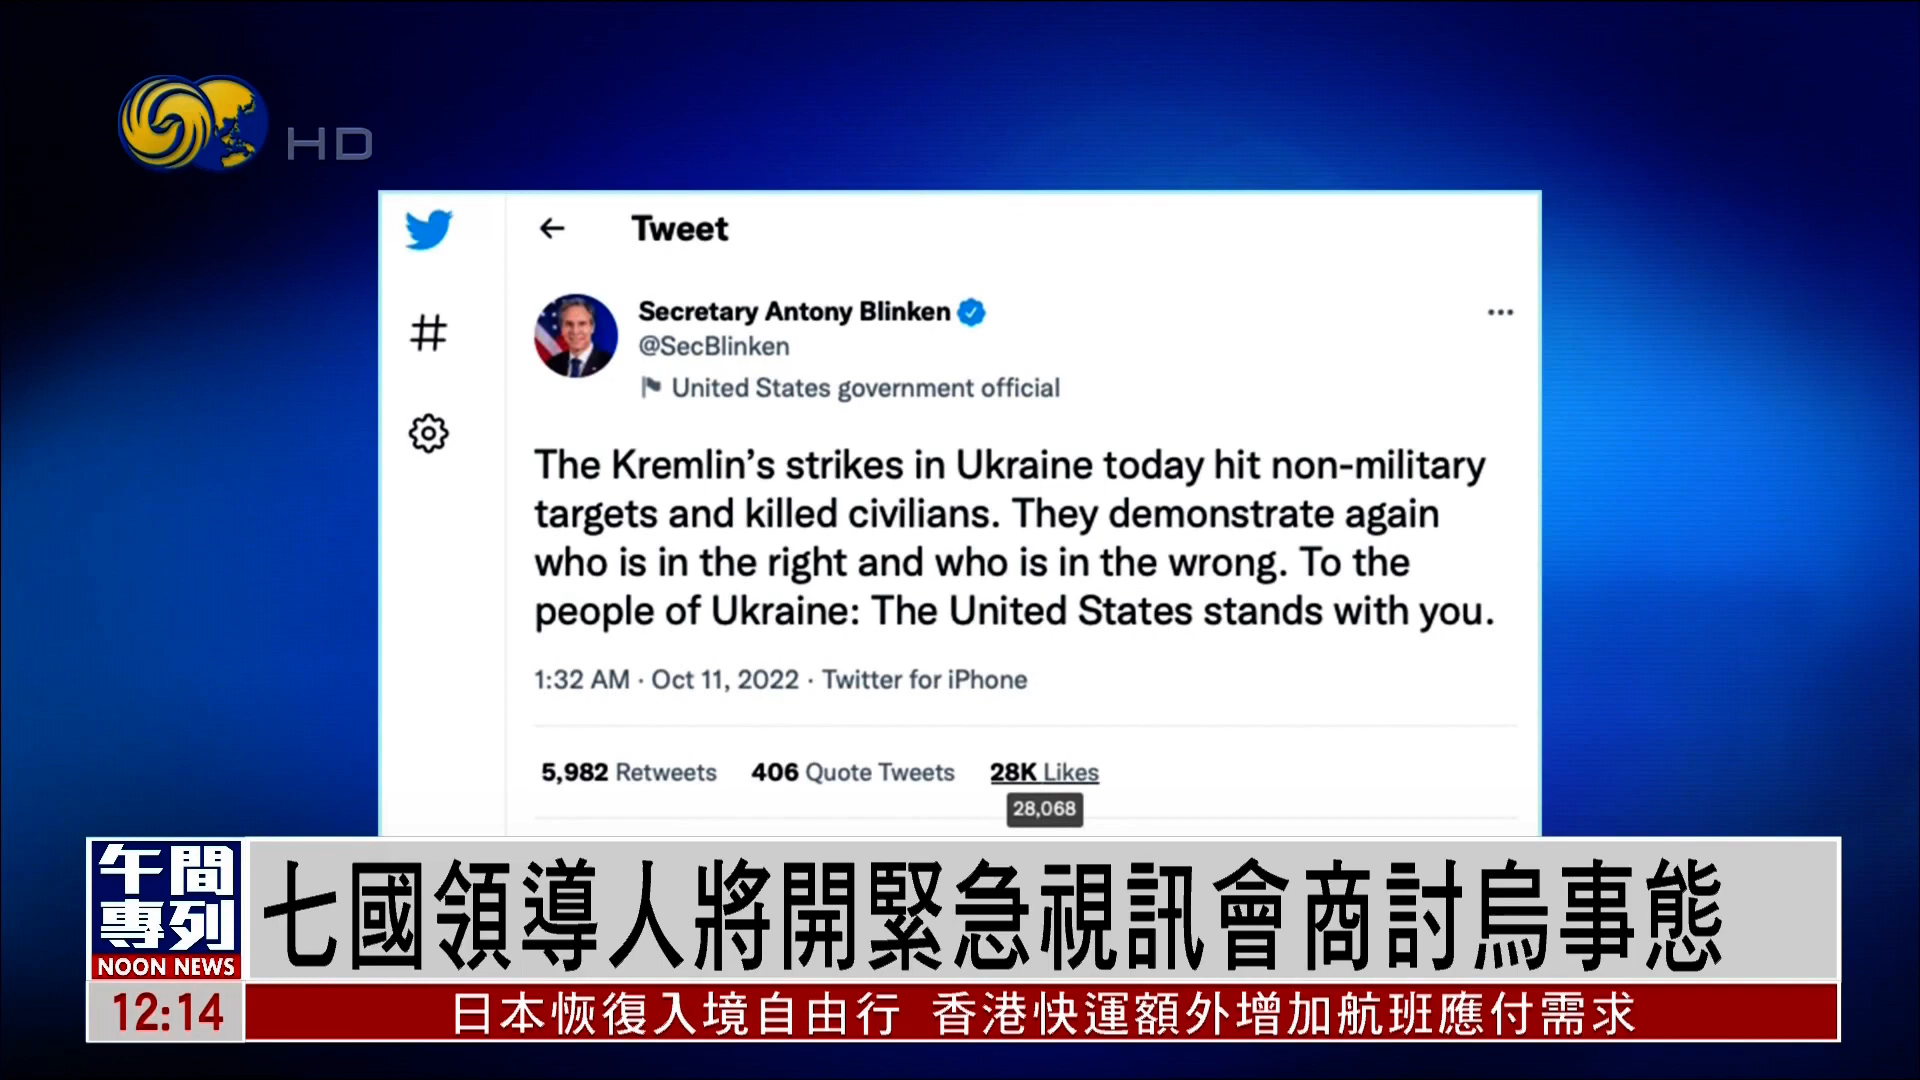 HD
Tweet
Secretary Antony Blinken
@SecBlinken
United States government official
The Kremlin’s strikes in Ukraine today hit non-military
targets and killed civilians. They demonstrate again
who is in the right and who is in the wrong. To the
people of Ukraine: The United States stands with you.
1:32 AM · Oct 11, 2022 · Twitter for iPhone
5,982 Retweets 406 Quote Tweets 28K Likes
28,068
午間
專列
NOON NEWS
七國領導人將開緊急視訊會商討烏事態
12:14
日本恢復入境自由行 香港快運額外增加航班應付需求